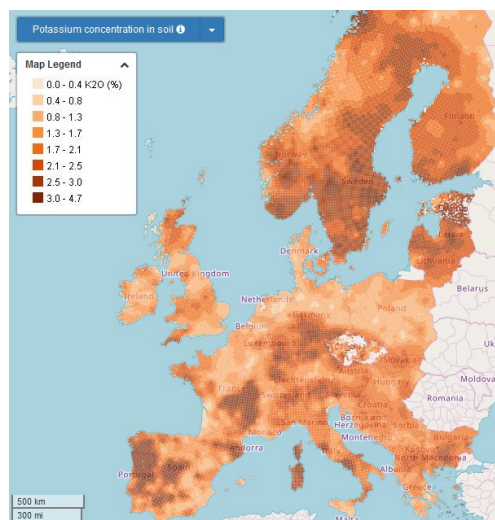 Potassium concentration in soil
Map Legend
0.0 - 0.4 K2O (%)
0.4 - 0.8
0.8 - 1.3
1.3 - 1.7
1.7 - 2.1
2.1 - 2.5
2.5 - 3.0
3.0 - 4.7
Finland
Norway
Sweden
Lithuania
Denmark
United Kingdom
Ireland
Belarus
Netherlands
Poland
Germany
Belgium
Luxembourg
Slovakia
Austria
Moldova
Hungary
France
Romania
Croatia
San Marino
Bosnia and
Herzegovina
Serbia
Monaco
Montenegro
Bulgaria
Kosovo
Andorra
Italy
North Macedonia
Portugal
Spain
Albania
Greece
500 km
300 mi
Malta